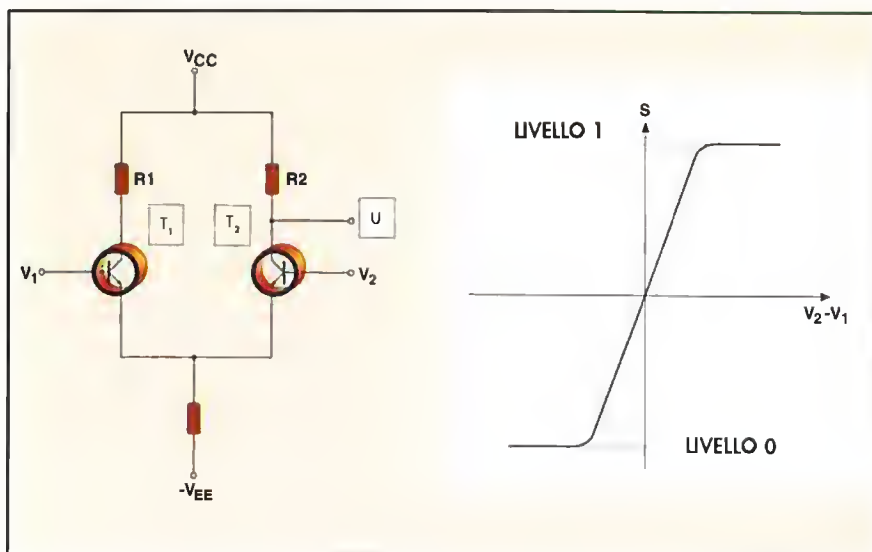 VCC
R1
R2
T1
T2
U
V1
V2
-VEE
LIVELLO 1
S
V2-V1
LIVELLO 0